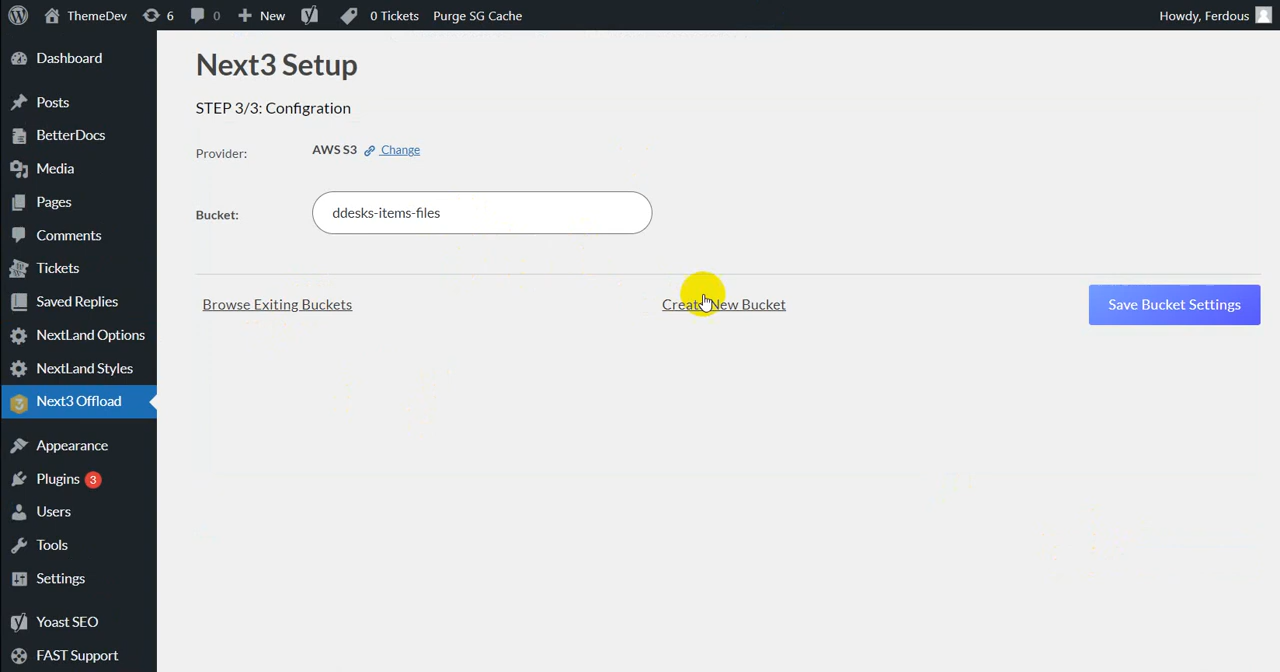 ThemeDev
6
0
New
0 Tickets
Purge SG Cache
Howdy, Ferdous
Dashboard
Posts
BetterDocs
Media
Pages
Comments
Tickets
Saved Replies
NextLand Options
NextLand Styles
Next3 Offload
Appearance
Plugins 3
Users
Tools
Settings
Yoast SEO
FAST Support
Next3 Setup
STEP 3/3: Configration
Provider:
AWS S3 Change
Bucket:
ddesks-items-files
Browse Exiting Buckets
Create New Bucket
Save Bucket Settings